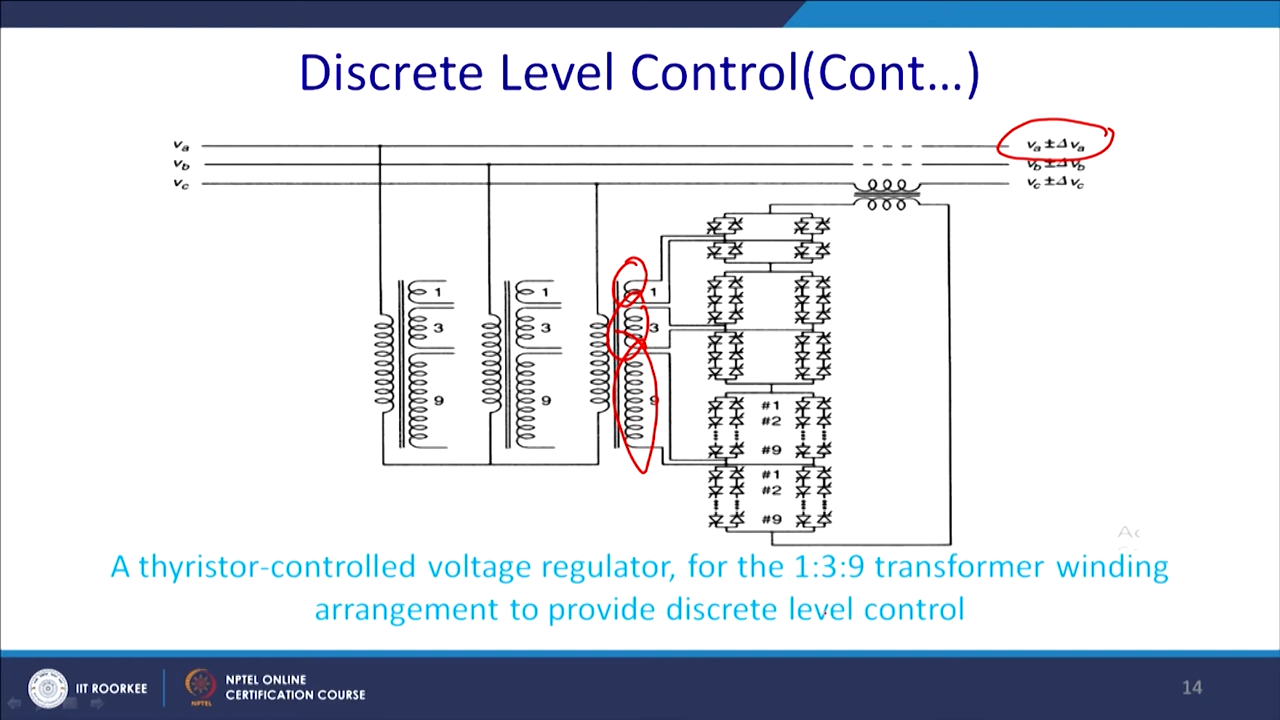 Discrete Level Control(Cont...)
va
vb
vc
va ±Δ va
vb ±Δ vb
vc ±Δ vc
1
3
9
1
3
9
1
3
9
#1
#2
#9
#1
#2
#9
A thyristor-controlled voltage regulator, for the 1:3:9 transformer winding
arrangement to provide discrete level control
IIT ROORKEE
NPTEL
NPTEL ONLINE
CERTIFICATION COURSE
14